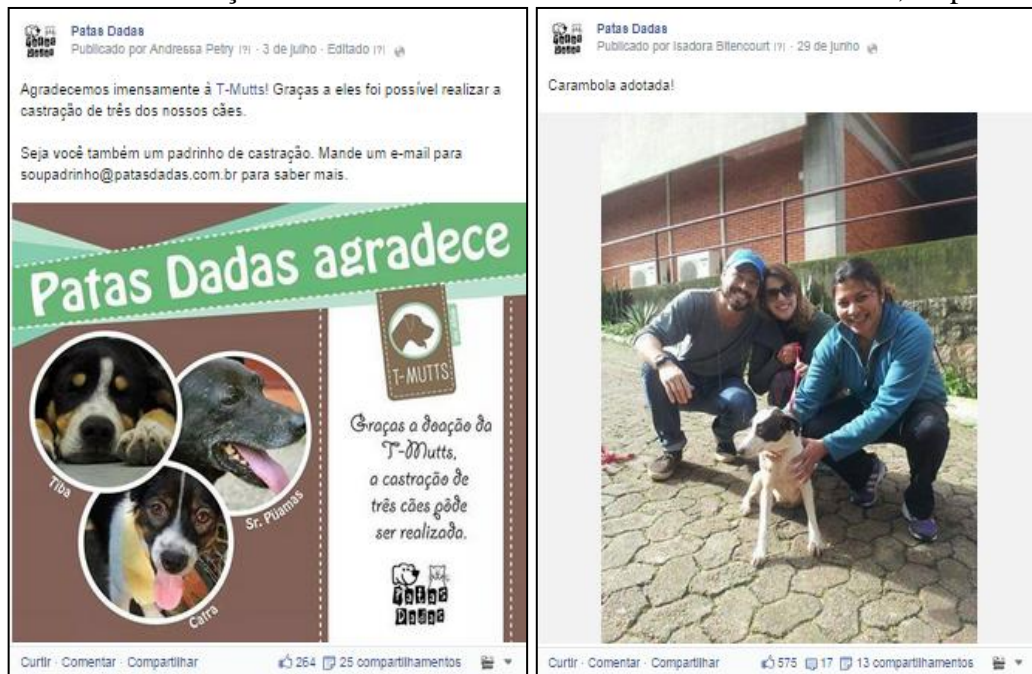 Patas Dadas
Publicado por Andressa Petry [?] · 3 de julho · Editado [?] ·
Agradecemos imensamente à T-Mutts! Graças a eles foi possível realizar a
castração de três dos nossos cães.
Seja você também um padrinho de castração. Mande um e-mail para
soupadrinho@patasdadas.com.br para saber mais.
Patas Dadas agradece
T-MUTTS
Tiba
Sr. Pijamas
Catra
Graças a doação da
T-Mutts,
a castração de
três cães pôde
ser realizada.
Patas
Dadas
Curtir · Comentar · Compartilhar 264 25 compartilhamentos
Patas Dadas
Publicado por Isadora Bitencourt [?] · 29 de junho ·
Carambola adotada!
Curtir · Comentar · Compartilhar 575 17 13 compartilhamentos